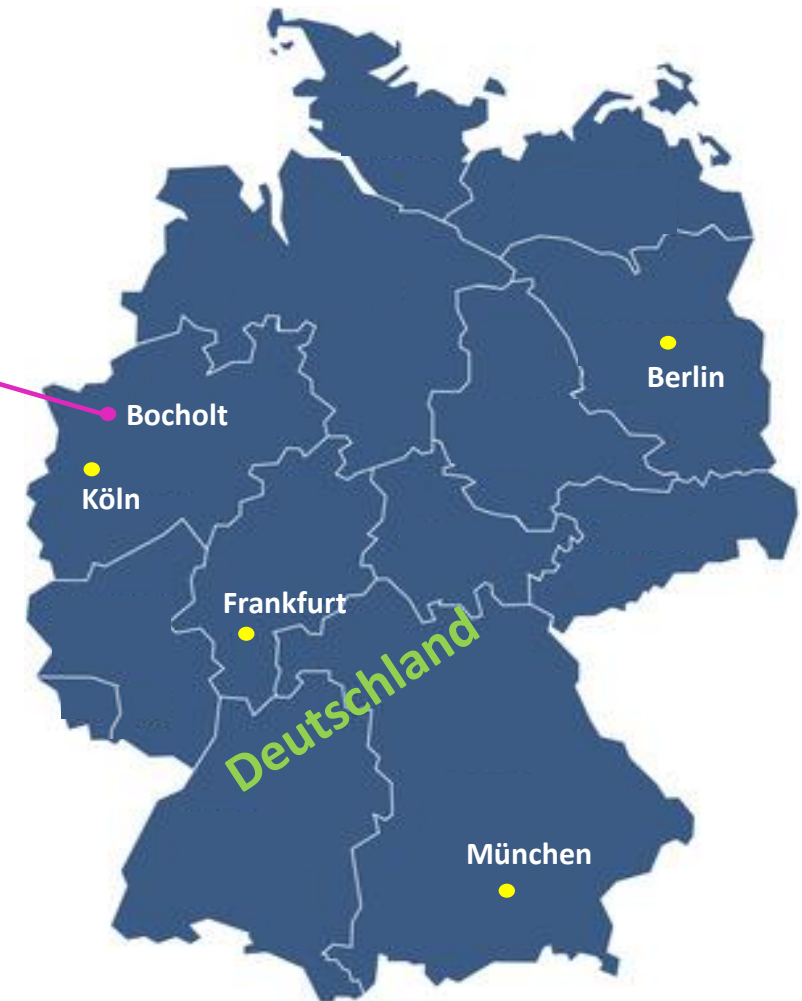 Berlin
Bocholt
Köln
Frankfurt
Deutschland
München